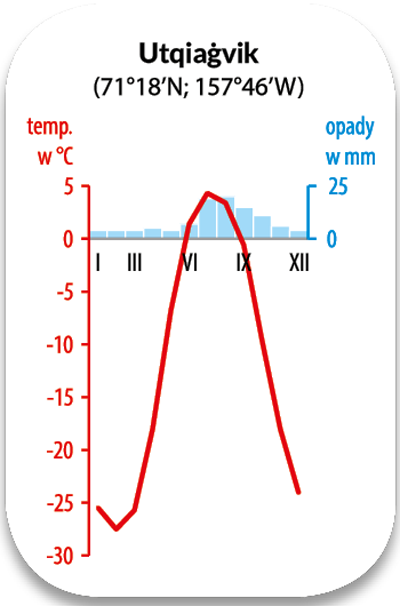 Utqiaġvik
(71°18'N; 157°46'W)
temp.
w °C
opady
w mm
5
25
0
0
I III VI IX XII
-5
-10
-15
-20
-25
-30